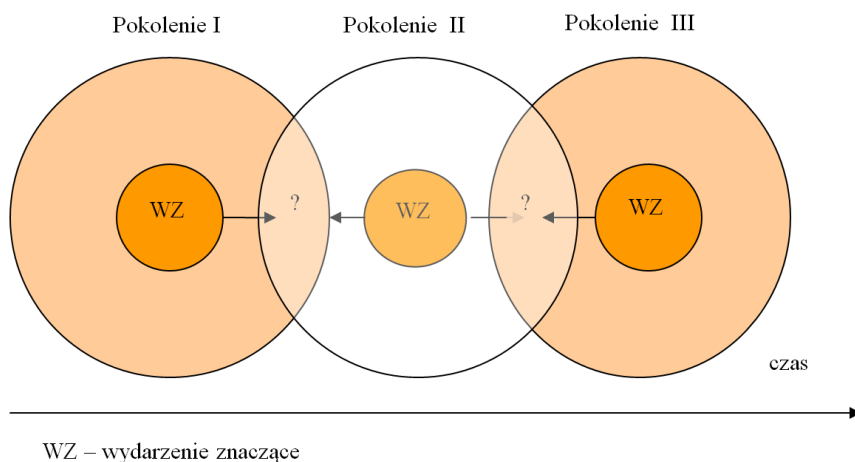 Pokolenie I
Pokolenie II
Pokolenie III
WZ
?
WZ
?
WZ
czas
WZ – wydarzenie znaczące